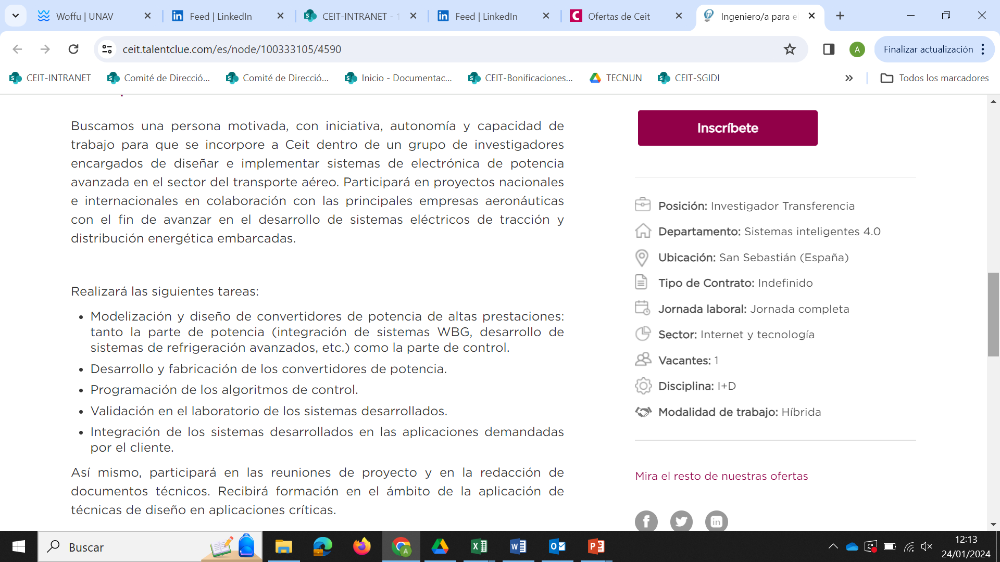 Woffu | UNAV
Feed | LinkedIn
CEIT-INTRANET - 1
Feed | LinkedIn
Ofertas de Ceit
Ingeniero/a para el
ceit.talentclue.com/es/node/100333105/4590
A
Finalizar actualización
CEIT-INTRANET
Comité de Direcció...
Comité de Direcció...
Inicio - Documentac...
CEIT-Bonificaciones...
TECNUN
CEIT-SGIDI
Todos los marcadores
Buscamos una persona motivada, con iniciativa, autonomía y capacidad de
trabajo para que se incorpore a Ceit dentro de un grupo de investigadores
encargados de diseñar e implementar sistemas de electrónica de potencia
avanzada en el sector del transporte aéreo. Participará en proyectos nacionales
e internacionales en colaboración con las principales empresas aeronáuticas
con el fin de avanzar en el desarrollo de sistemas eléctricos de tracción y
distribución energética embarcadas.
Realizará las siguientes tareas:
• Modelización y diseño de convertidores de potencia de altas prestaciones:
tanto la parte de potencia (integración de sistemas WBG, desarrollo de
sistemas de refrigeración avanzados, etc.) como la parte de control.
• Desarrollo y fabricación de los convertidores de potencia.
• Programación de los algoritmos de control.
• Validación en el laboratorio de los sistemas desarrollados.
• Integración de los sistemas desarrollados en las aplicaciones demandadas
por el cliente.
Así mismo, participará en las reuniones de proyecto y en la redacción de
documentos técnicos. Recibirá formación en el ámbito de la aplicación de
técnicas de diseño en aplicaciones críticas.
Inscríbete
Posición: Investigador Transferencia
Departamento: Sistemas inteligentes 4.0
Ubicación: San Sebastián (España)
Tipo de Contrato: Indefinido
Jornada laboral: Jornada completa
Sector: Internet y tecnología
Vacantes: 1
Disciplina: I+D
Modalidad de trabajo: Híbrida
Mira el resto de nuestras ofertas
Buscar
12:13
24/01/2024